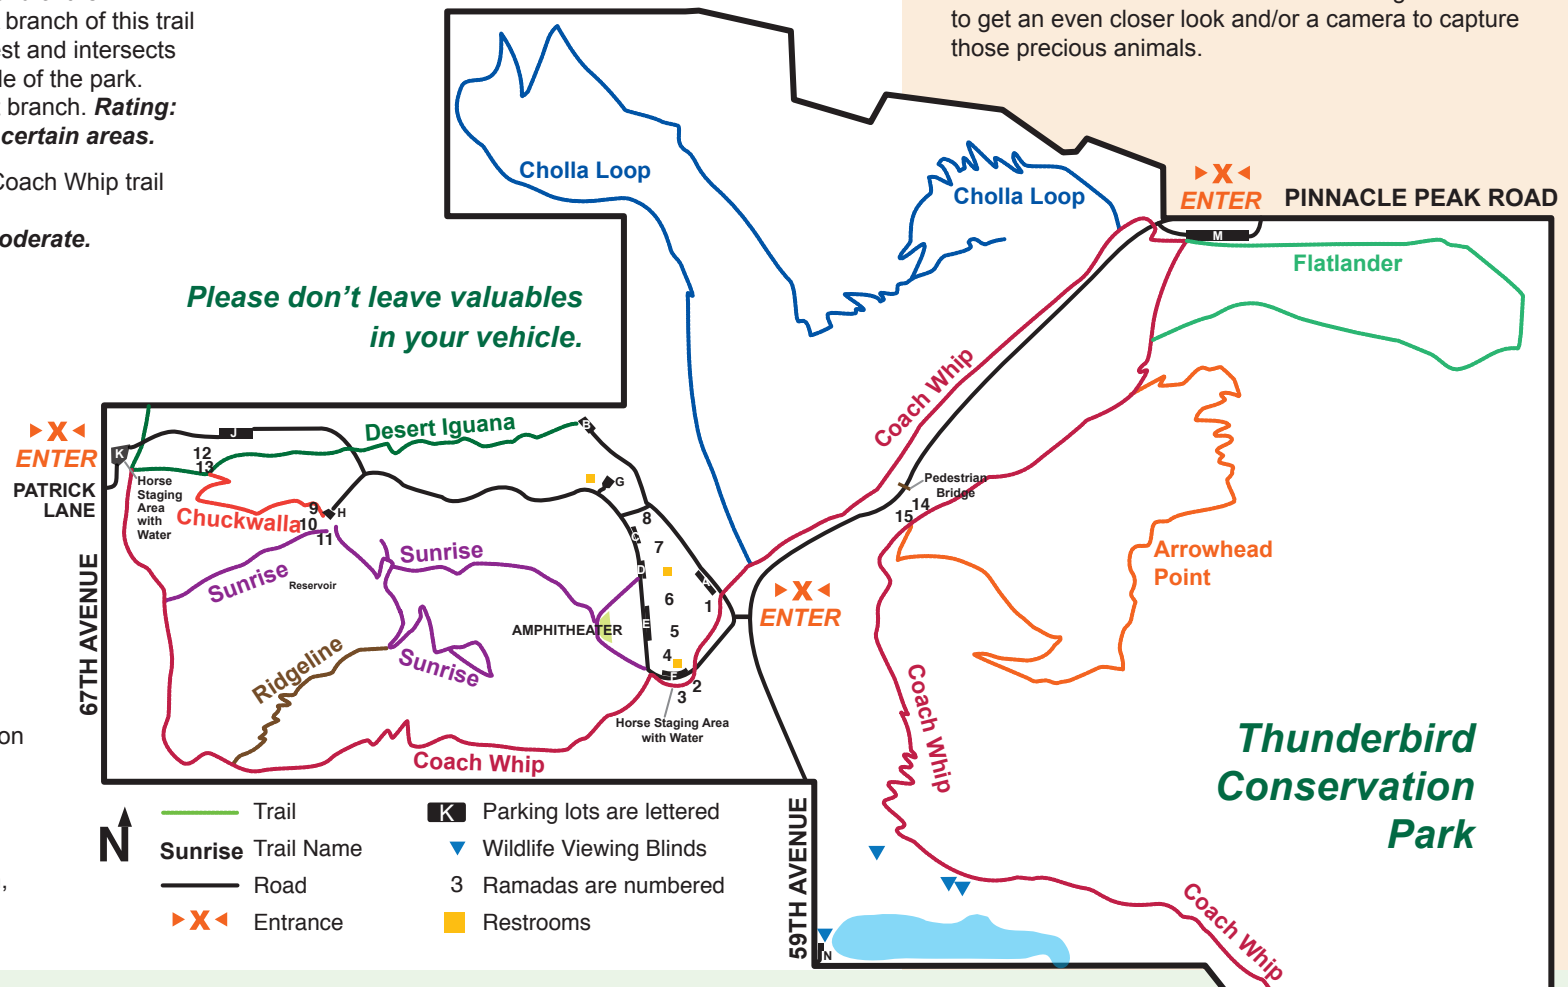 branch of this trail
est and intersects
le of the park.
branch. Rating:
certain areas.
Coach Whip trail
oderate.
to get an even closer look and/or a camera to capture
those precious animals.
Cholla Loop
Cholla Loop
X
ENTER
PINNACLE PEAK ROAD
M
Flatlander
Please don't leave valuables
in your vehicle.
Coach Whip
X
ENTER
PATRICK
LANE
K
J
12
13
Desert Iguana
B
G
Horse
Staging
Area
with
Water
Chuckwalla
9
10
11
H
8
C
7
D
A
6
1
E
5
4
F
2
3
Pedestrian
Bridge
14
15
Sunrise
Sunrise
Reservoir
AMPHITHEATER
X
ENTER
Arrowhead
Point
67TH AVENUE
Ridgeline
Sunrise
Horse Staging Area
with Water
Coach Whip
Coach Whip
on
Thunderbird
Conservation
Park
N
Trail
K Parking lots are lettered
Sunrise Trail Name
Wildlife Viewing Blinds
Road
3 Ramadas are numbered
X Entrance
Restrooms
,
59TH AVENUE
N
Coach Whip